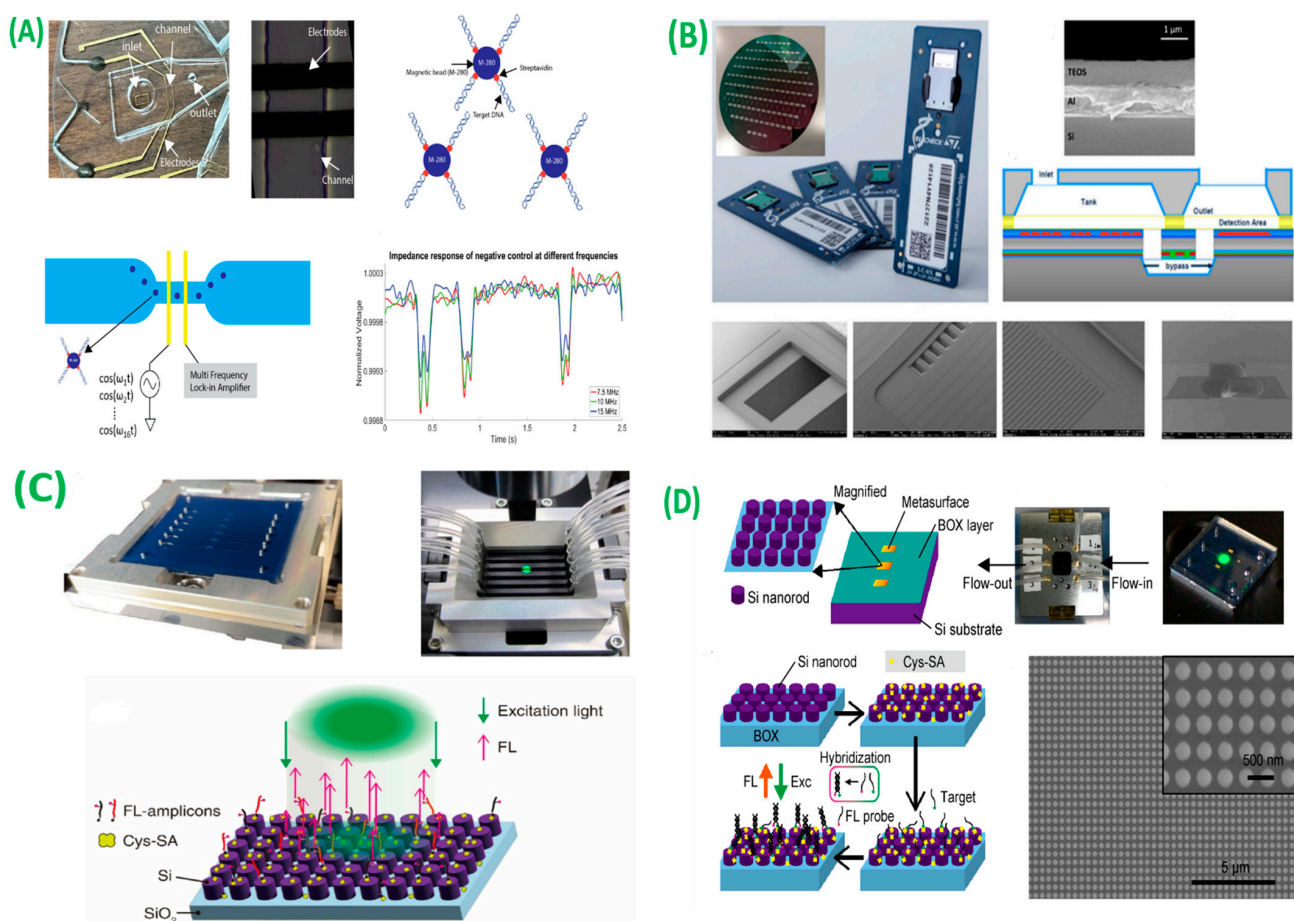 (A)
inlet
channel
outlet
Electrodes
Electrodes
Channel
M-280
Magnetic bead (M-280)
Streptavidin
Terget DNA
M-280
M-280
cos(ω₁t)
cos(ω₂t)
⋮
cos(ω₁₆t)
Multi Frequency
Lock-in Amplifier
Impedance response of negative control at different frequencies
Normalized Voltage
1.0003
0.9998
0.9993
0.9988
0 0.5 1 1.5 2 2.5
Time (s)
7.5 MHz
10 MHz
15 MHz
(B)
CHECK
22137N4Y14128
LC45
1 µm
TEOS
Al
Si
Inlet
Tank
Outlet
Detection Area
bypass
(C)
Excitation light
FL
FL-amplicons
Cys-SA
Si
SiO₂
(D)
Magnified
Metasurface
BOX layer
Si nanorod
Si substrate
Flow-out
Flow-in
Si nanorod
Cys-SA
BOX
Hybridization
FL
Exc
Target
FL probe
500 nm
5 µm